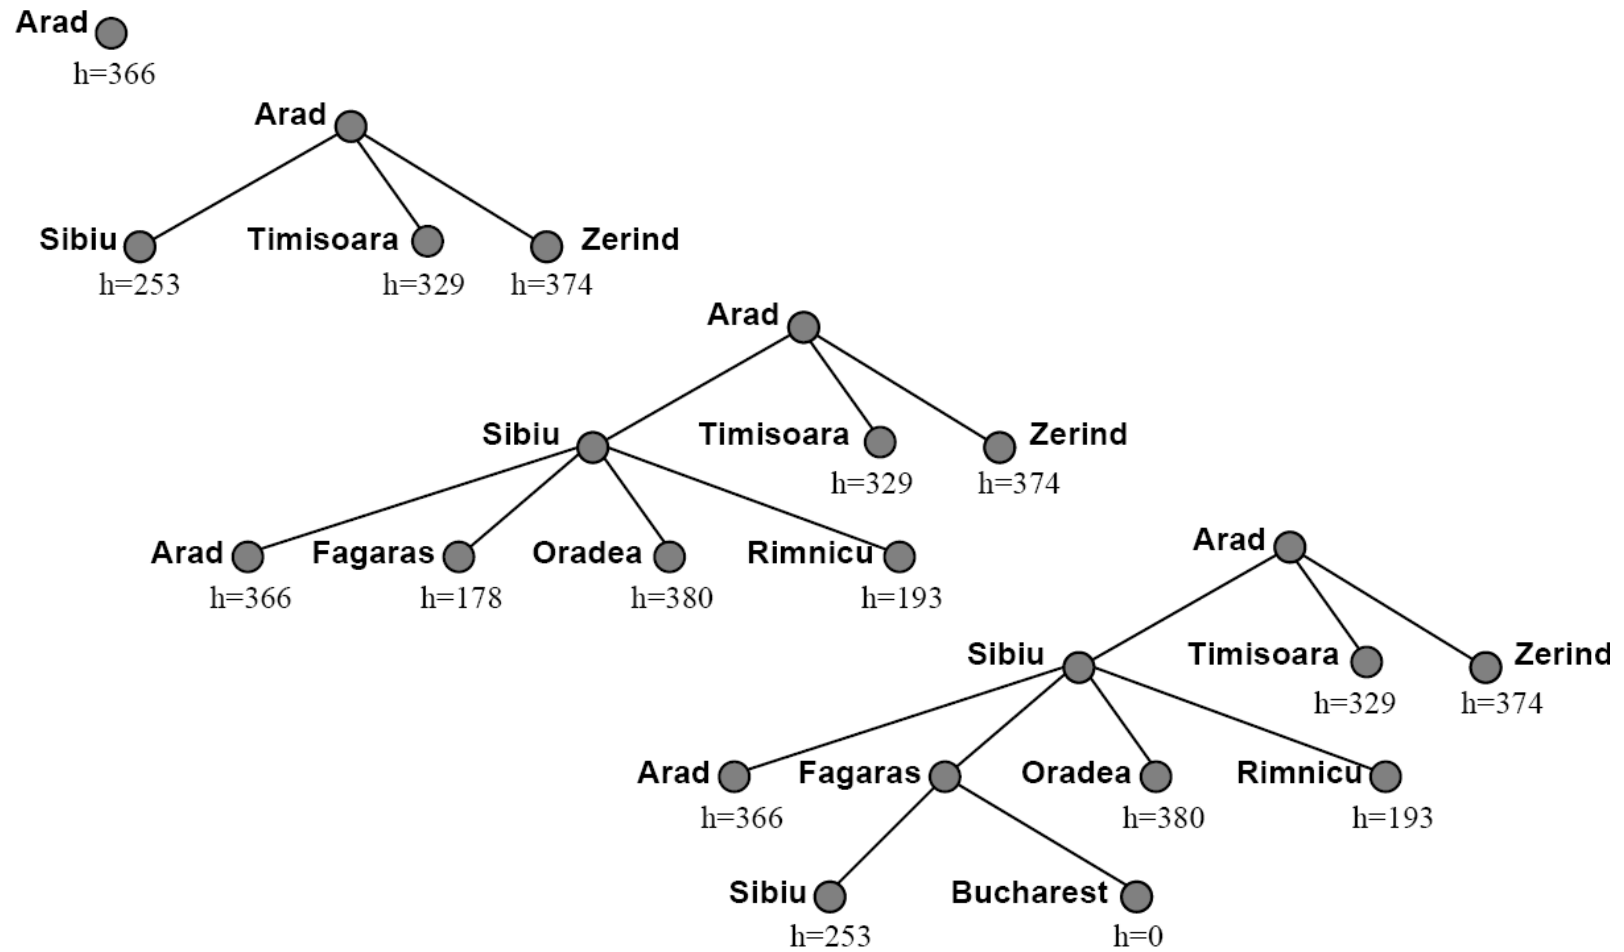 Arad
h=366
Arad
Sibiu Timisoara Zerind
h=253 h=329 h=374
Arad
Sibiu Timisoara Zerind
h=329 h=374
Arad Fagaras Oradea Rimnicu
h=366 h=178 h=380 h=193
Arad
Sibiu Timisoara Zerind
h=329 h=374
Arad Fagaras Oradea Rimnicu
h=366 h=380 h=193
Sibiu Bucharest
h=253 h=0